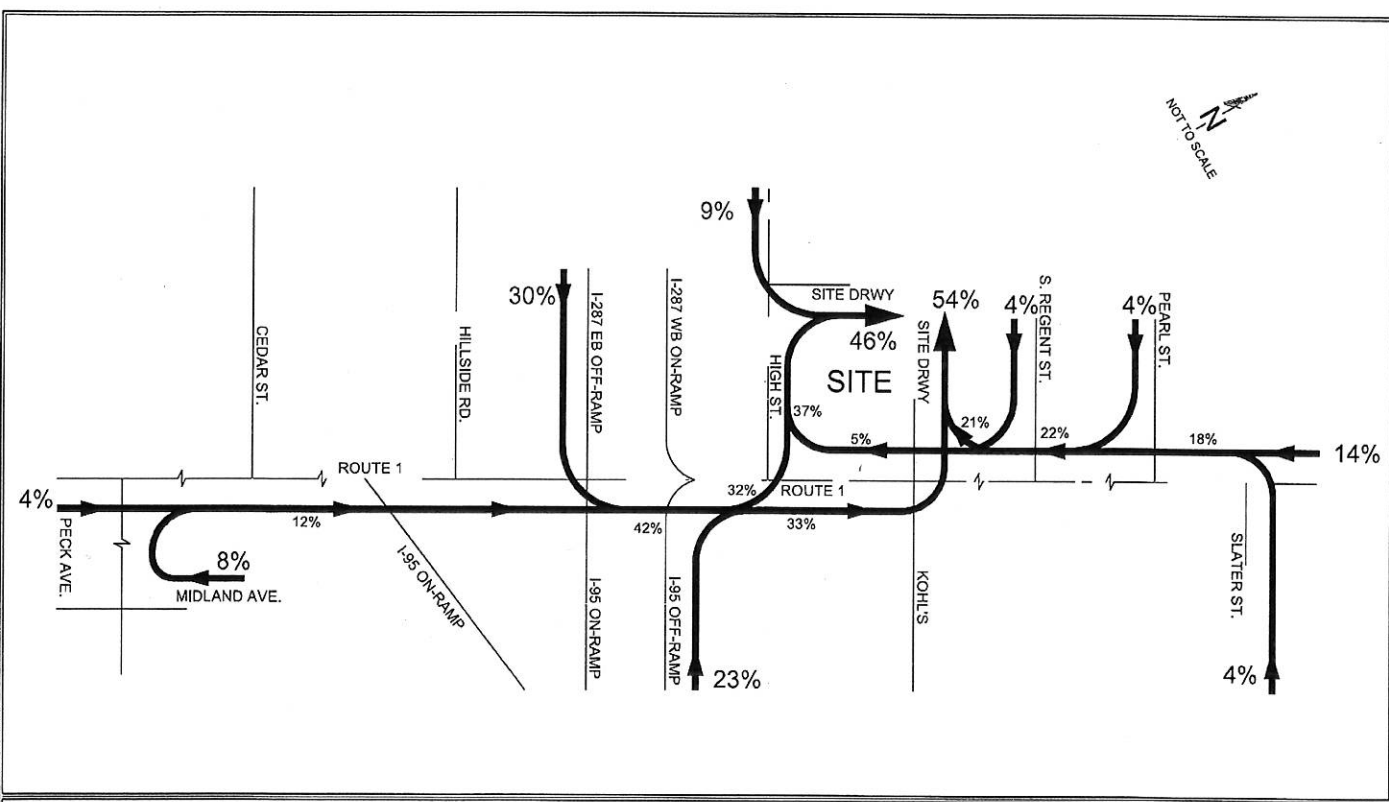 N
NOT TO SCALE
9%
30%
SITE DRWY
54%
4%
S. REGENT ST.
4%
PEARL ST.
CEDAR ST.
HILLSIDE RD.
I-287 EB OFF-RAMP
I-287 WB ON-RAMP
HIGH ST.
46%
SITE DRWY
SITE
37%
21%
5%
22%
18%
14%
ROUTE 1
ROUTE 1
4%
12%
42%
32%
33%
PECK AVE.
8%
MIDLAND AVE.
I-95 ON-RAMP
I-95 ON-RAMP
I-95 OFF-RAMP
KOHL'S
SLATER ST.
23%
4%